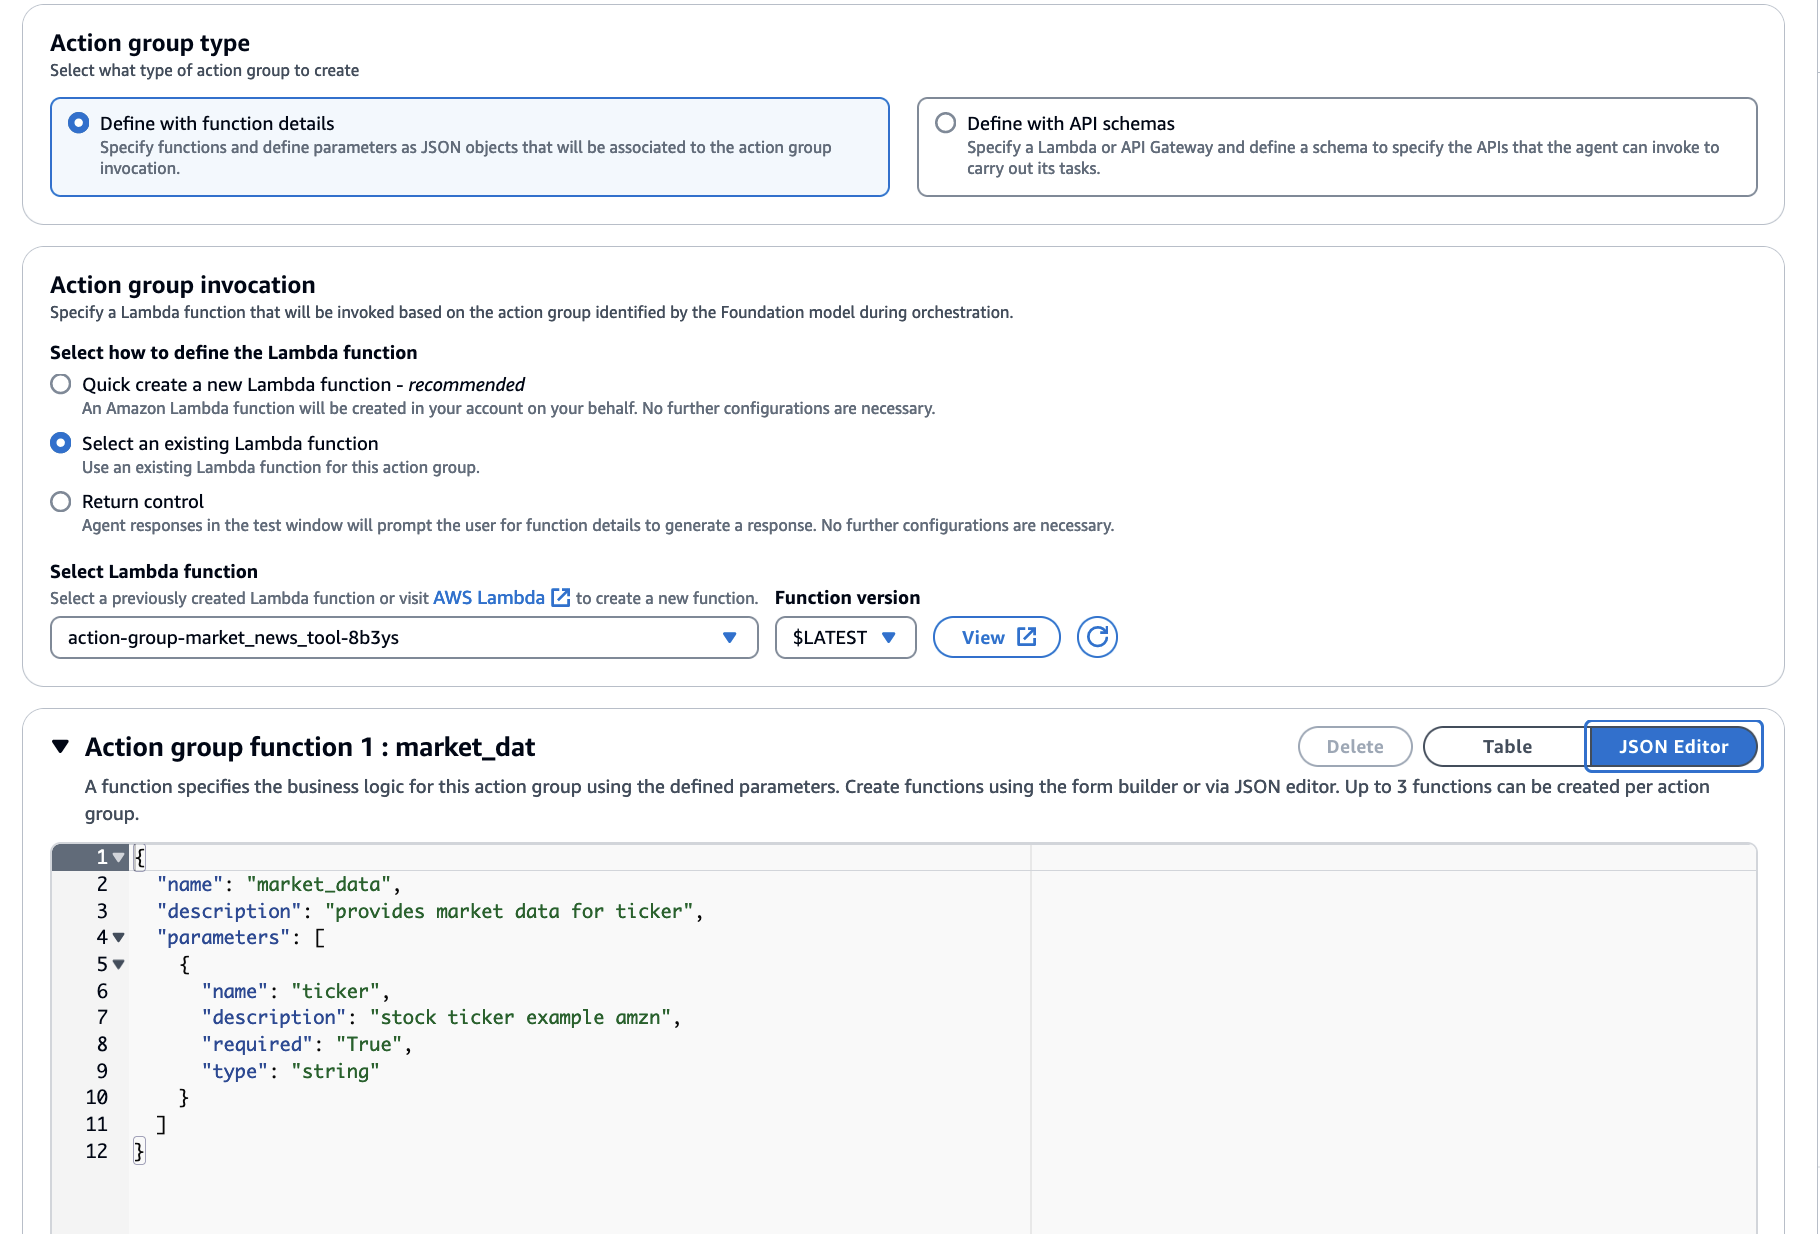 Action group type
Select what type of action group to create
Define with function details
Specify functions and define parameters as JSON objects that will be associated to the action group
invocation.
Define with API schemas
Specify a Lambda or API Gateway and define a schema to specify the APIs that the agent can invoke to
carry out its tasks.
Action group invocation
Specify a Lambda function that will be invoked based on the action group identified by the Foundation model during orchestration.
Select how to define the Lambda function
Quick create a new Lambda function - recommended
An Amazon Lambda function will be created in your account on your behalf. No further configurations are necessary.
Select an existing Lambda function
Use an existing Lambda function for this action group.
Return control
Agent responses in the test window will prompt the user for function details to generate a response. No further configurations are necessary.
Select Lambda function
Select a previously created Lambda function or visit AWS Lambda to create a new function.
Function version
action-group-market_news_tool-8b3ys
$LATEST
View
Action group function 1 : market_dat
Delete
Table
JSON Editor
A function specifies the business logic for this action group using the defined parameters. Create functions using the form builder or via JSON editor. Up to 3 functions can be created per action
group.
1 {
2   "name": "market_data",
3   "description": "provides market data for ticker",
4   "parameters": [
5     {
6       "name": "ticker",
7       "description": "stock ticker example amzn",
8       "required": "True",
9       "type": "string"
10     }
11   ]
12 }